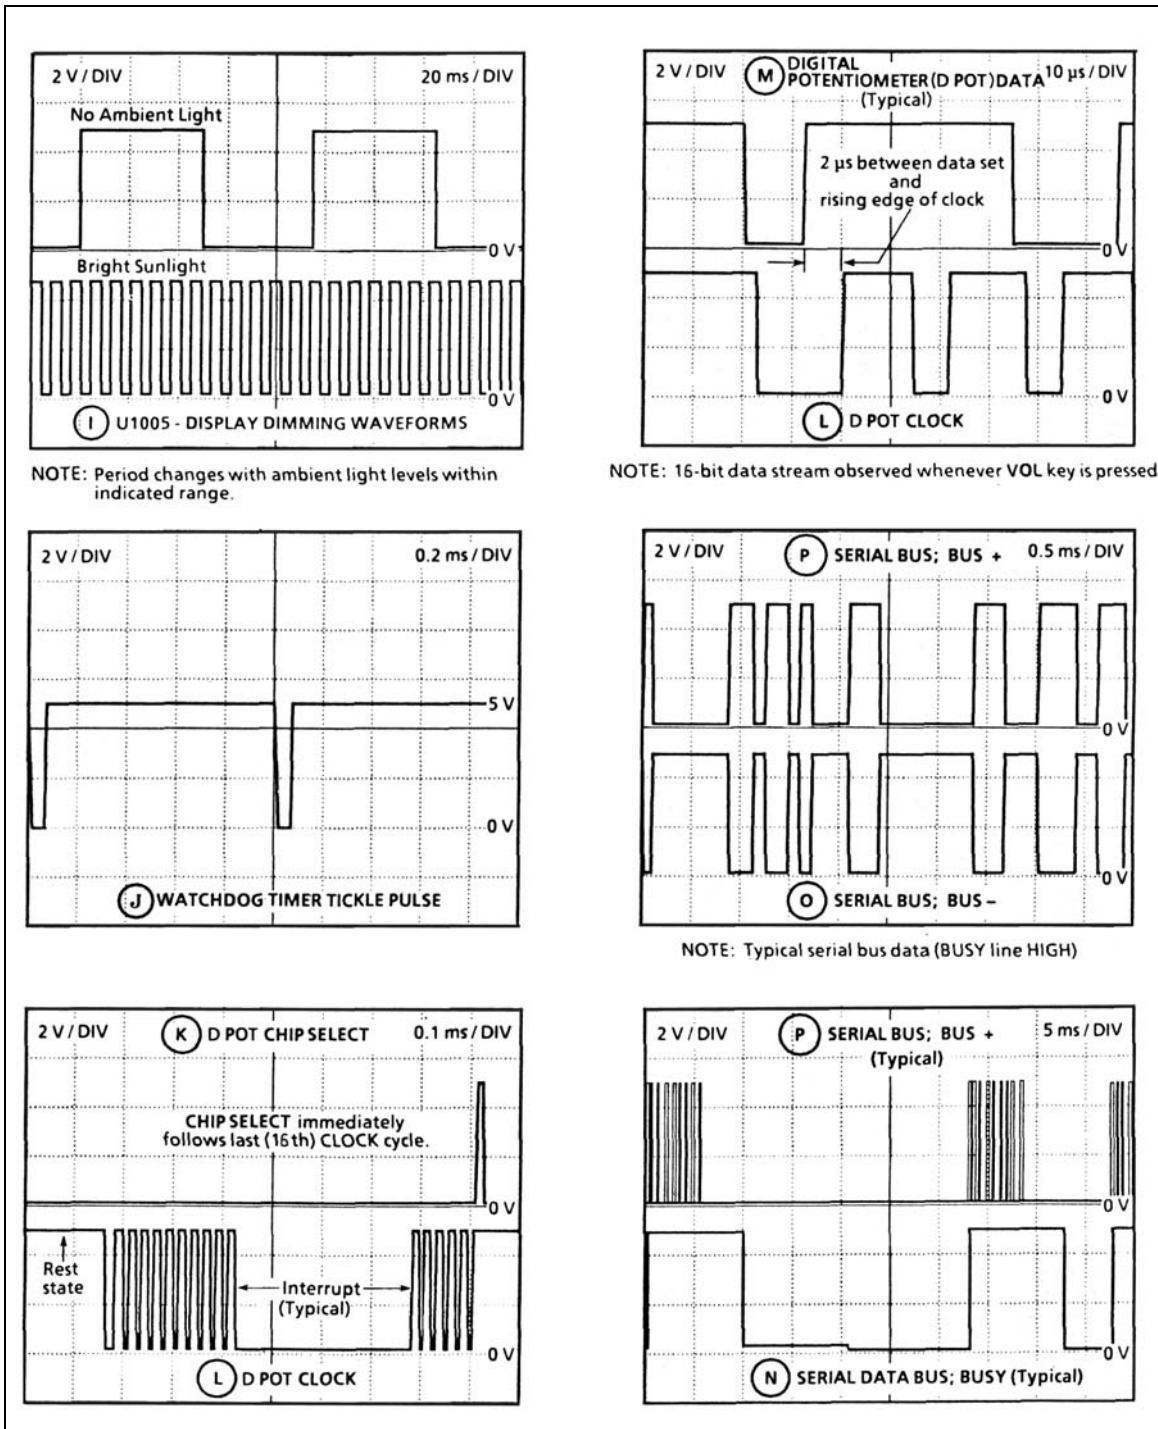 2 V / DIV
20 ms / DIV
No Ambient Light
0 V
Bright Sunlight
0 V
I U1005 - DISPLAY DIMMING WAVEFORMS
NOTE: Period changes with ambient light levels within
indicated range.
2 V / DIV
M DIGITAL
POTENTIOMETER (D POT) DATA
(Typical)
10 µs / DIV
2 µs between data set
and
rising edge of clock
0 V
0 V
L D POT CLOCK
NOTE: 16-bit data stream observed whenever VOL key is pressed
2 V / DIV
0.2 ms / DIV
5 V
0 V
J WATCHDOG TIMER TICKLE PULSE
2 V / DIV
P SERIAL BUS; BUS +
0.5 ms / DIV
0 V
0 V
O SERIAL BUS; BUS –
NOTE: Typical serial bus data (BUSY line HIGH)
2 V / DIV
K D POT CHIP SELECT
0.1 ms / DIV
CHIP SELECT immediately
follows last (16th) CLOCK cycle.
0 V
Rest
state
Interrupt
(Typical)
0 V
L D POT CLOCK
2 V / DIV
P SERIAL BUS; BUS +
(Typical)
5 ms / DIV
0 V
0 V
N SERIAL DATA BUS; BUSY (Typical)